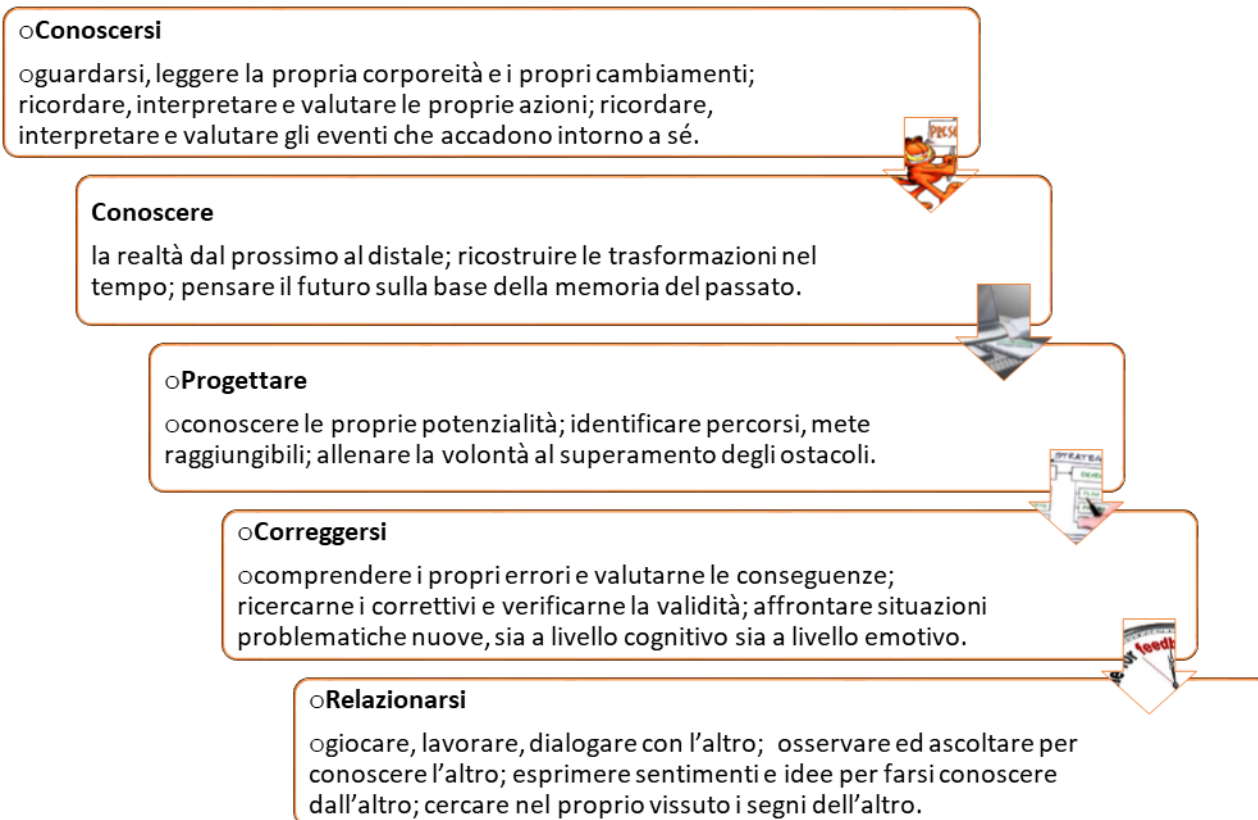 oConoscersi
oguardarsi, leggere la propria corporeità e i propri cambiamenti;
ricordare, interpretare e valutare le proprie azioni; ricordare,
interpretare e valutare gli eventi che accadono intorno a sé.
Conoscere
la realtà dal prossimo al distale; ricostruire le trasformazioni nel
tempo; pensare il futuro sulla base della memoria del passato.
oProgettare
oconoscere le proprie potenzialità; identificare percorsi, mete
raggiungibili; allenare la volontà al superamento degli ostacoli.
STRATEG
DEVEL
PLAN
oCorreggersi
ocomprendere i propri errori e valutarne le conseguenze;
ricercarne i correttivi e verificarne la validità; affrontare situazioni
problematiche nuove, sia a livello cognitivo sia a livello emotivo.
for feedb
oRelazionarsi
ogiocare, lavorare, dialogare con l’altro; osservare ed ascoltare per
conoscere l’altro; esprimere sentimenti e idee per farsi conoscere
dall’altro; cercare nel proprio vissuto i segni dell’altro.